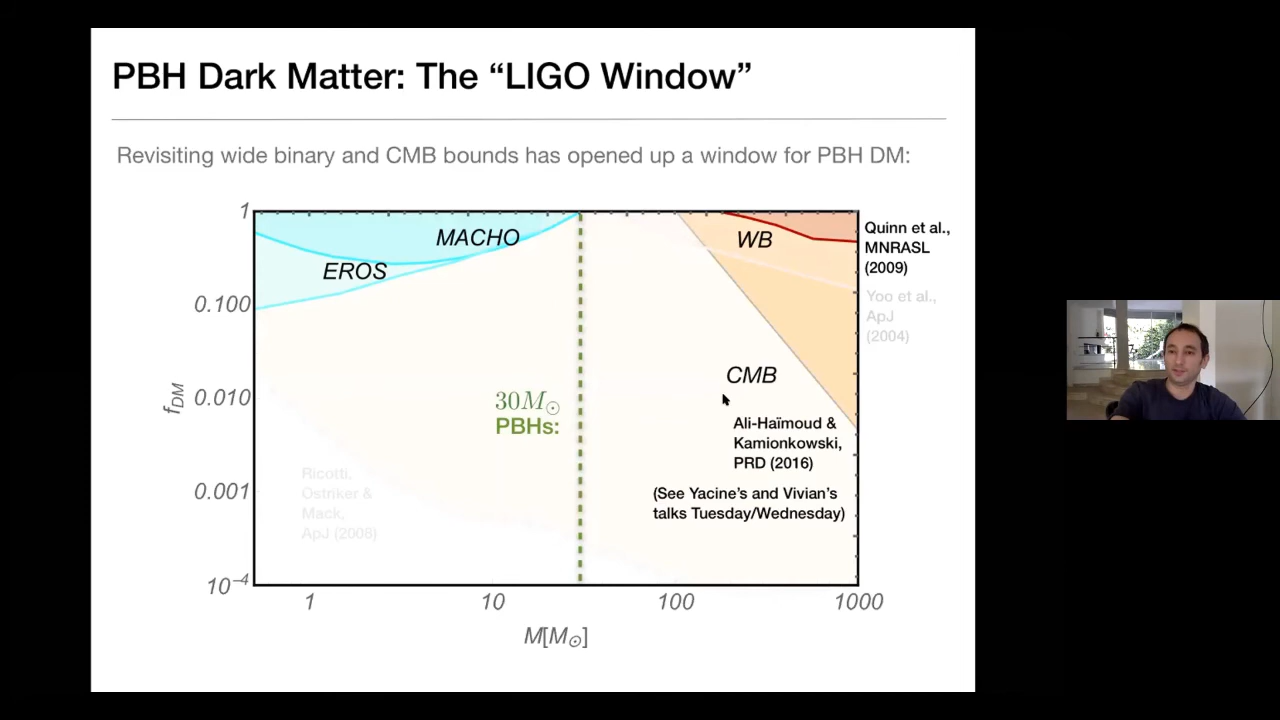 PBH Dark Matter: The “LIGO Window”
Revisiting wide binary and CMB bounds has opened up a window for PBH DM:
1
0.100
0.010
0.001
10⁻⁴
f_DM
MACHO
EROS
WB
CMB
30M⊙
PBHs:
Quinn et al.,
MNRASL
(2009)
Yoo et al.,
ApJ
(2004)
Ali-Haïmoud &
Kamionkowski,
PRD (2016)
(See Yacine’s and Vivian’s
talks Tuesday/Wednesday)
Ricotti,
Ostriker &
Mack,
ApJ (2008)
1
10
100
1000
M[M⊙]